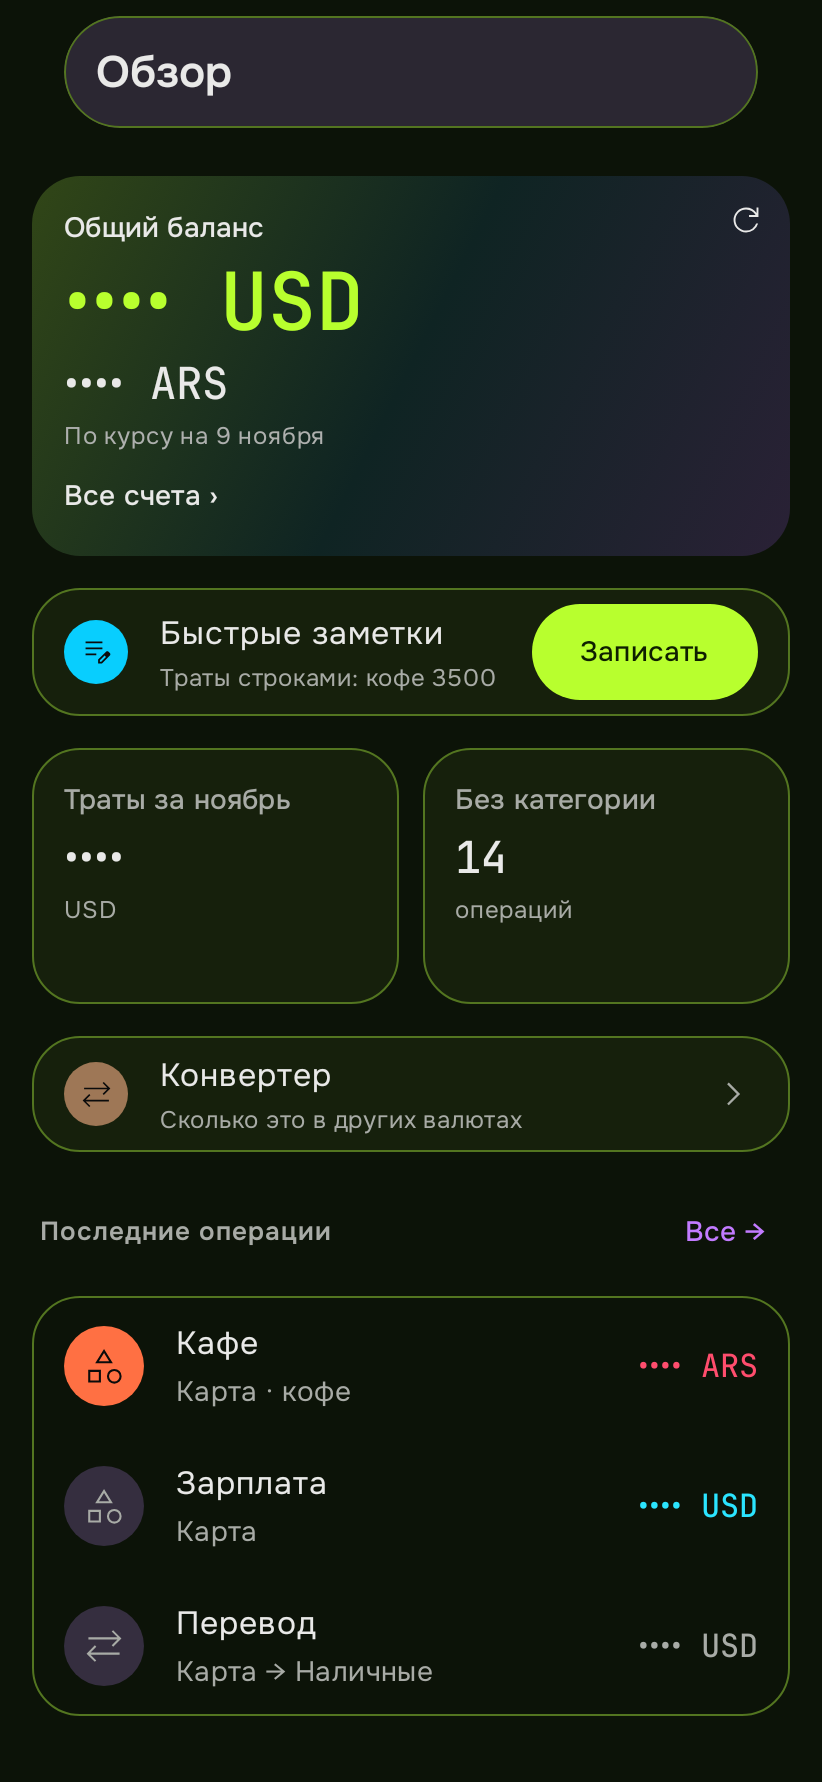 Обзор
Общий баланс
•••• USD
•••• ARS
По курсу на 9 ноября
Все счета ›
Быстрые заметки
Траты строками: кофе 3500
Записать
Траты за ноябрь
••••
USD
Без категории
14
операций
Конвертер
Сколько это в других валютах
Последние операции
Все →
Кафе
Карта · кофе
•••• ARS
Зарплата
Карта
•••• USD
Перевод
Карта → Наличные
•••• USD